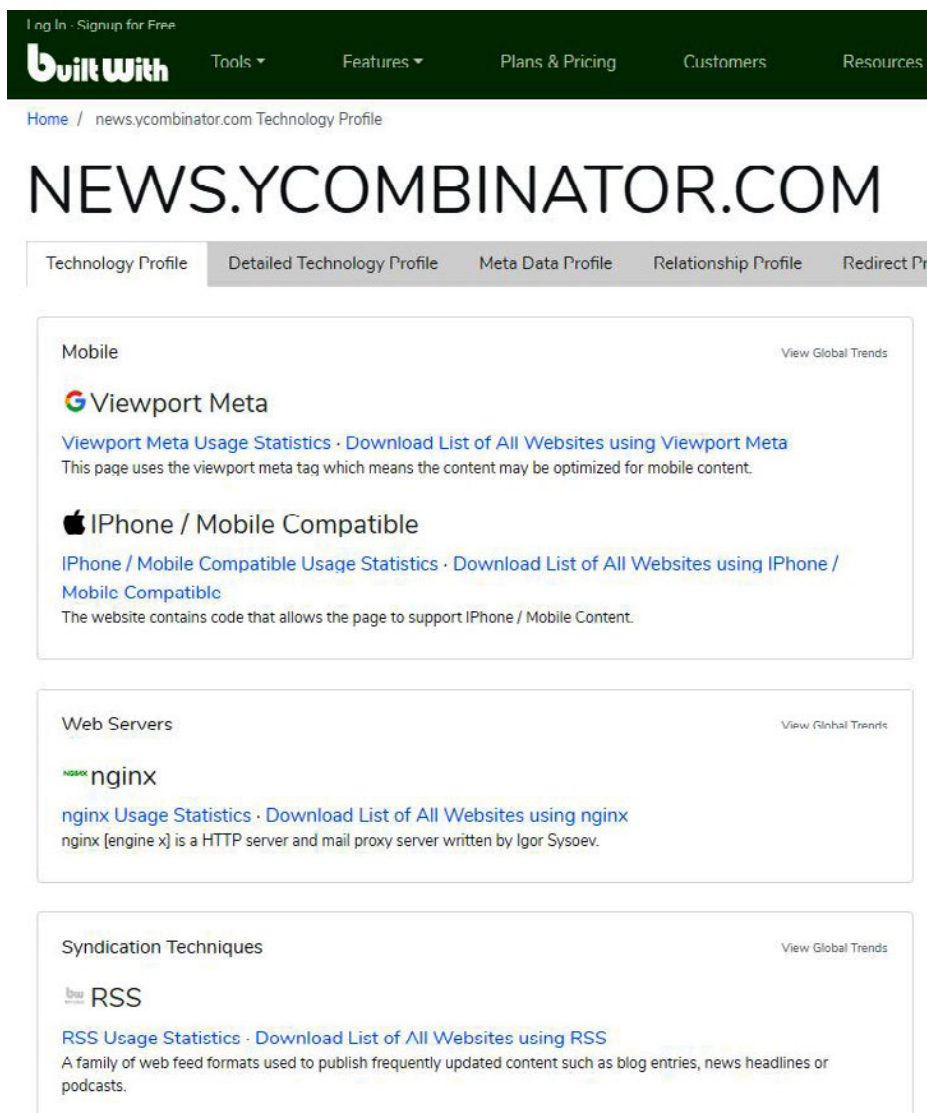 Log In · Signup for Free
builtwith Tools Features Plans & Pricing Customers Resources
Home / news.ycombinator.com Technology Profile
NEWS.YCOMBINATOR.COM
Technology Profile Detailed Technology Profile Meta Data Profile Relationship Profile Redirect Pr
Mobile View Global Trends
Viewport Meta
Viewport Meta Usage Statistics · Download List of All Websites using Viewport Meta
This page uses the viewport meta tag which means the content may be optimized for mobile content.
IPhone / Mobile Compatible
IPhone / Mobile Compatible Usage Statistics · Download List of All Websites using IPhone /
Mobile Compatible
The website contains code that allows the page to support IPhone / Mobile Content.
Web Servers View Global Trends
NGINX nginx
nginx Usage Statistics · Download List of All Websites using nginx
nginx [engine x] is a HTTP server and mail proxy server written by Igor Sysoev.
Syndication Techniques View Global Trends
bw RSS
RSS Usage Statistics · Download List of All Websites using RSS
A family of web feed formats used to publish frequently updated content such as blog entries, news headlines or
podcasts.